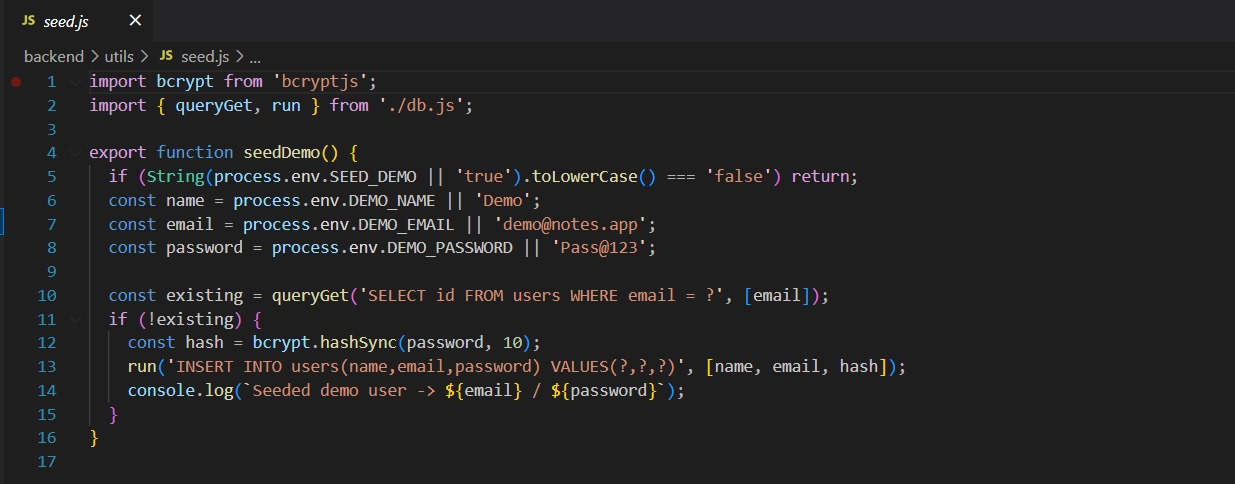 JS seed.js ×
backend > utils > JS seed.js > ...
1 import bcrypt from 'bcryptjs';
2 import { queryGet, run } from './db.js';
3
4 export function seedDemo() {
5 if (String(process.env.SEED_DEMO || 'true').toLowerCase() === 'false') return;
6 const name = process.env.DEMO_NAME || 'Demo';
7 const email = process.env.DEMO_EMAIL || 'demo@notes.app';
8 const password = process.env.DEMO_PASSWORD || 'Pass@123';
9
10 const existing = queryGet('SELECT id FROM users WHERE email = ?', [email]);
11 if (!existing) {
12 const hash = bcrypt.hashSync(password, 10);
13 run('INSERT INTO users(name,email,password) VALUES(?,?,?)', [name, email, hash]);
14 console.log(`Seeded demo user -> ${email} / ${password}`);
15 }
16 }
17